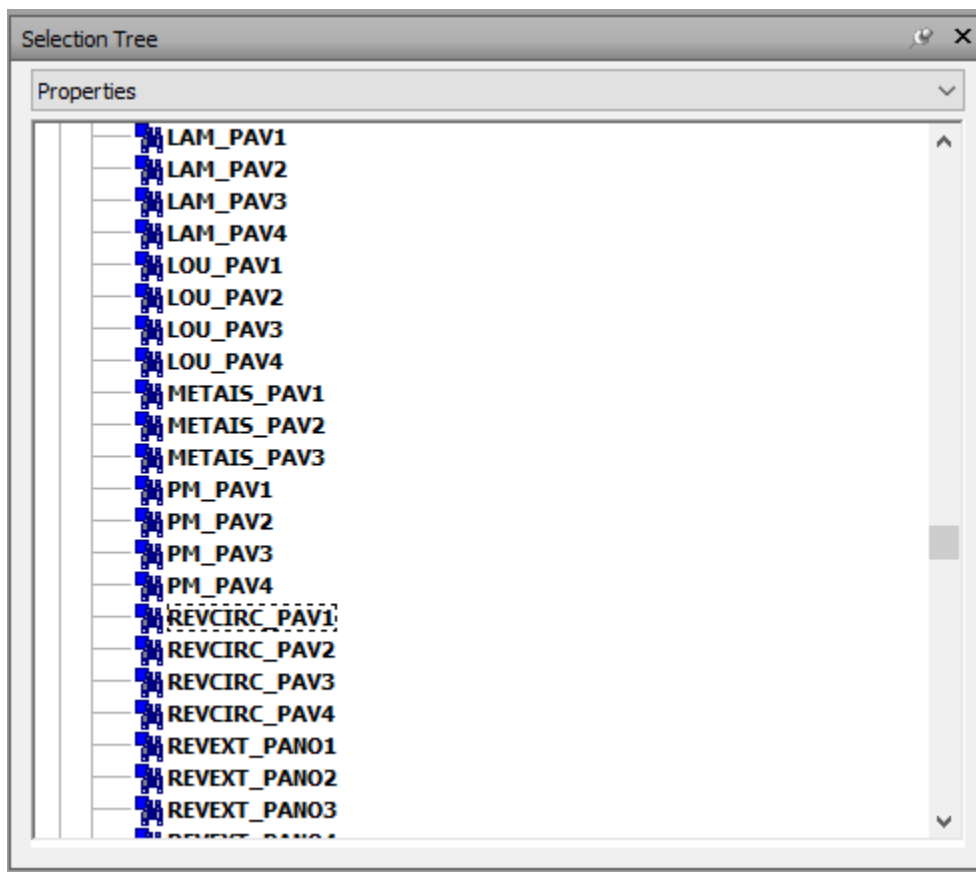 Selection Tree
Properties
LAM_PAV1
LAM_PAV2
LAM_PAV3
LAM_PAV4
LOU_PAV1
LOU_PAV2
LOU_PAV3
LOU_PAV4
METAIS_PAV1
METAIS_PAV2
METAIS_PAV3
PM_PAV1
PM_PAV2
PM_PAV3
PM_PAV4
REVCIRC_PAV1
REVCIRC_PAV2
REVCIRC_PAV3
REVCIRC_PAV4
REVEXT_PANO1
REVEXT_PANO2
REVEXT_PANO3